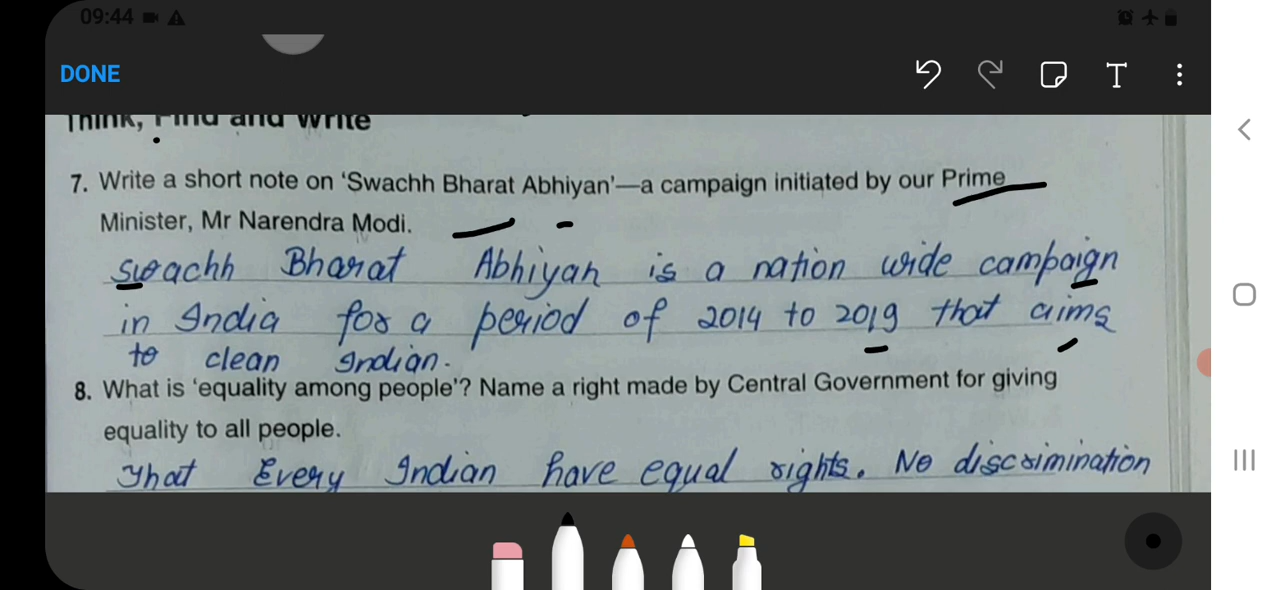 09:44
DONE
T
Think, Find and Write
7. Write a short note on ‘Swachh Bharat Abhiyan’—a campaign initiated by our Prime
Minister, Mr Narendra Modi.
swachh Bharat Abhiyan is a nation wide campaign
in India for a period of 2014 to 2019 that aims
to clean Indian.
8. What is ‘equality among people’? Name a right made by Central Government for giving
equality to all people.
That Every Indian have equal rights. No discrimination